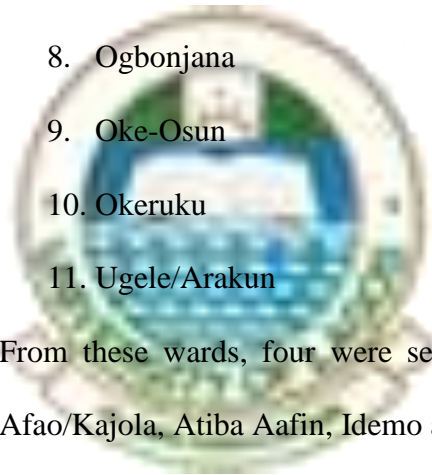 8. Ogbonjana
9. Oke-Osun
10. Okeruku
11. Ugele/Arakun
From these wards, four were se
Afao/Kajola, Atiba Aafin, Idemo a